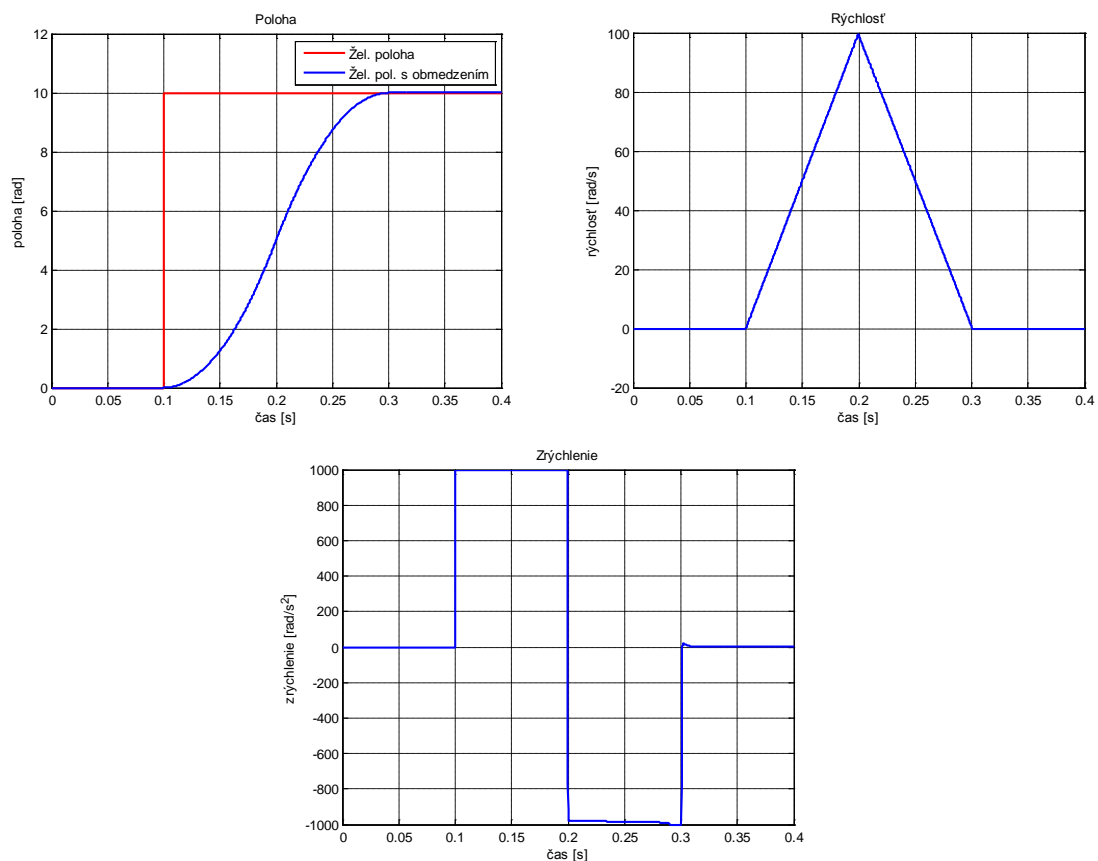 Poloha
12
10
8
6
4
2
0
poloha [rad]
Žel. poloha
Žel. pol. s obmedzením
0 0.1 0.15 0.2 0.25 0.3 0.35 0.4
čas [s]
Rýchlosť
100
80
60
40
20
0
-20
rýchlosť [rad/s]
0 0.05 0.1 0.15 0.2 0.25 0.3 0.35 0.4
čas [s]
Zrýchlenie
1000
800
600
400
200
0
-200
-400
-600
-800
-1000
zrýchlenie [rad/s²]
0 0.05 0.1 0.15 0.2 0.25 0.3 0.35 0.4
čas [s]